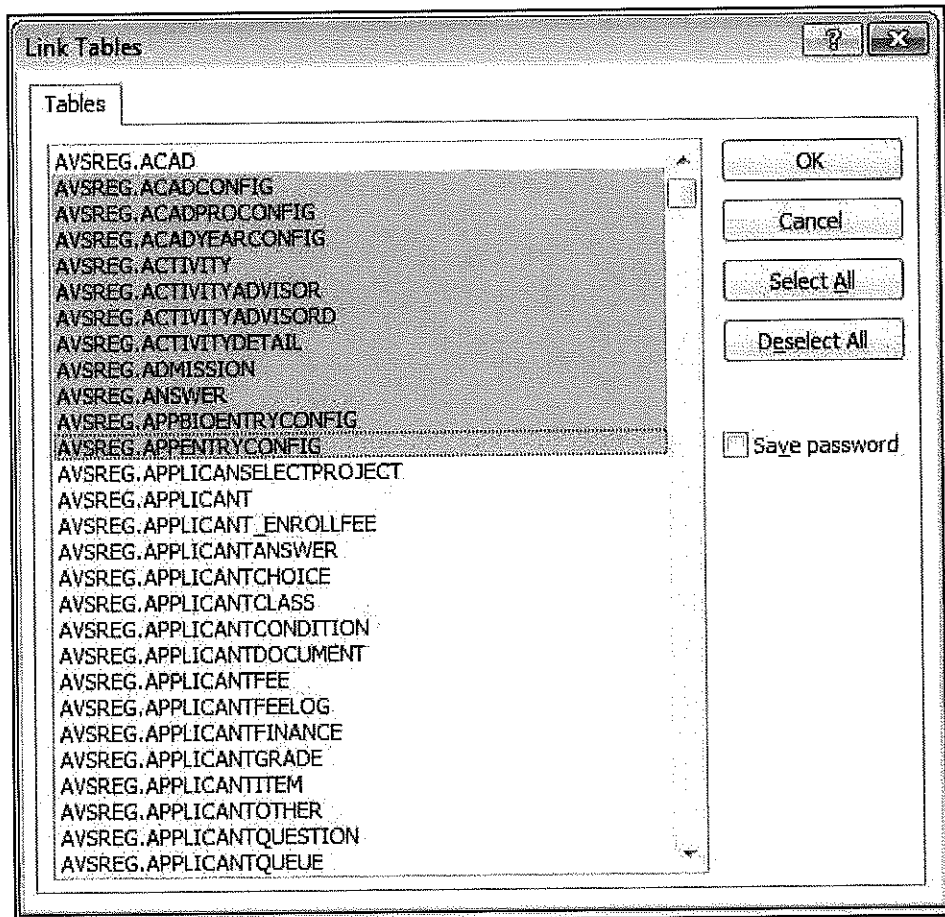 Link Tables
Tables
AVSREG.ACAD
AVSREG.ACADCONFIG
AVSREG.ACADPROCONFIG
AVSREG.ACADYEARCONFIG
AVSREG.ACTIVITY
AVSREG.ACTIVITYADVISOR
AVSREG.ACTIVITYADVISORD
AVSREG.ACTIVITYDETAIL
AVSREG.ADMISSION
AVSREG.ANSWER
AVSREG.APPBIOENTRYCONFIG
AVSREG.APPENTRYCONFIG
AVSREG.APPLICANSELECTPROJECT
AVSREG.APPLICANT
AVSREG.APPLICANT_ENROLLFEE
AVSREG.APPLICANTANSWER
AVSREG.APPLICANTCHOICE
AVSREG.APPLICANTCLASS
AVSREG.APPLICANTCONDITION
AVSREG.APPLICANTDOCUMENT
AVSREG.APPLICANTFEE
AVSREG.APPLICANTFEELOG
AVSREG.APPLICANTFINANCE
AVSREG.APPLICANTGRADE
AVSREG.APPLICANTITEM
AVSREG.APPLICANTOTHER
AVSREG.APPLICANTQUESTION
AVSREG.APPLICANTQUEUE
OK
Cancel
Select All
Deselect All
Save password